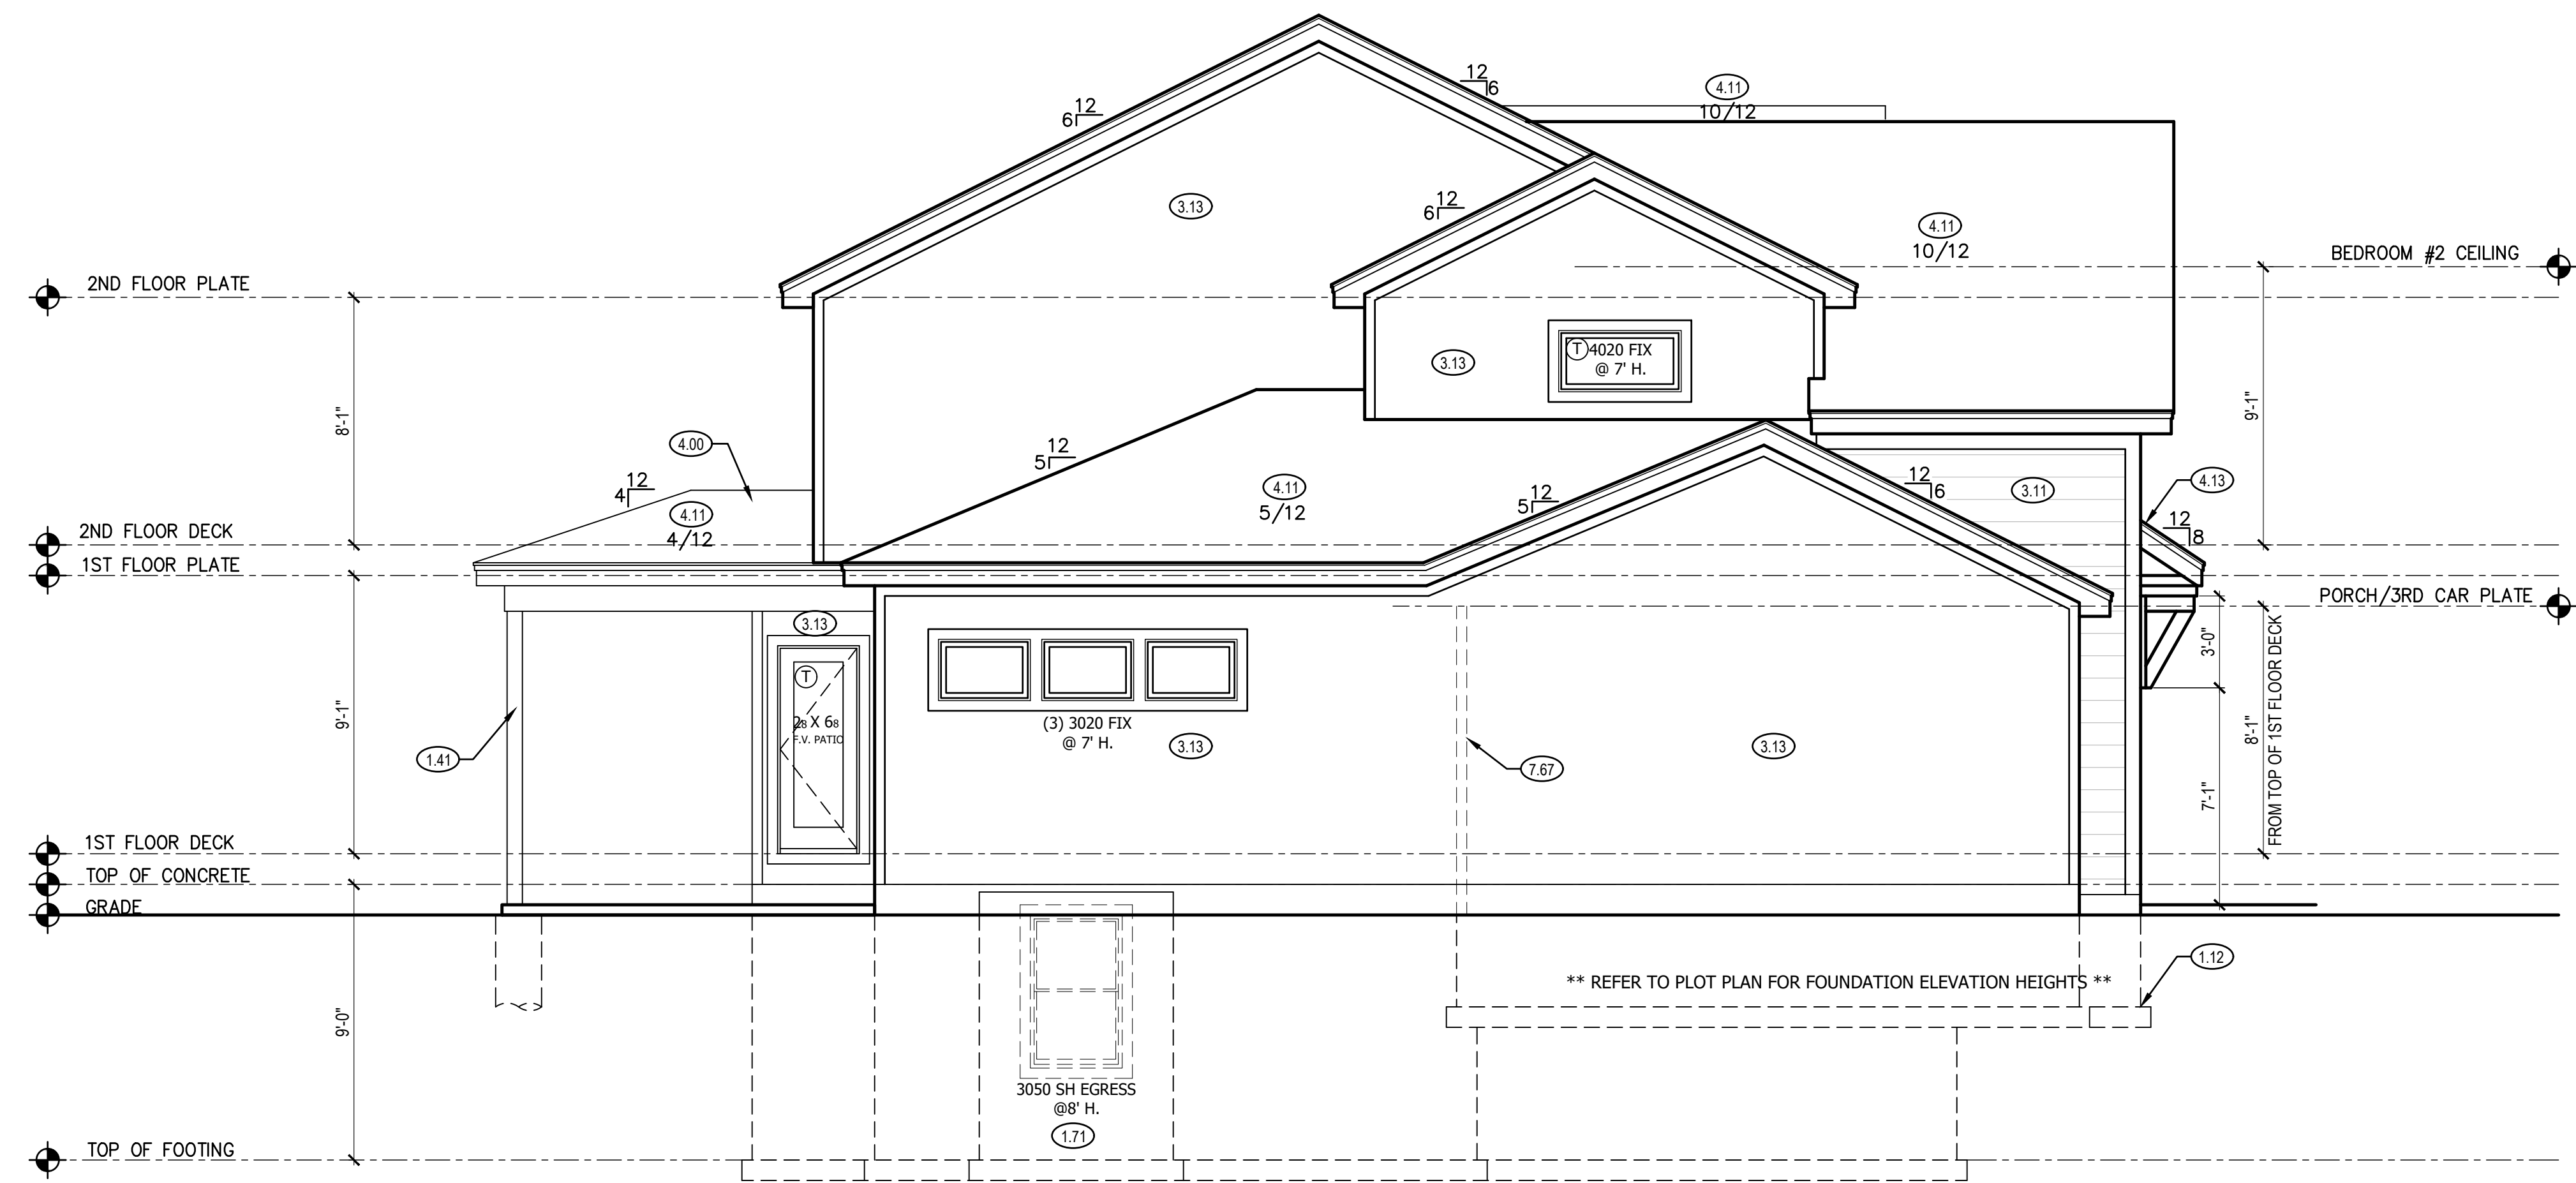 12
6
12
6
4.11
10/12
3.13
12
6
4.11
10/12
BEDROOM #2 CEILING
2ND FLOOR PLATE
T 4020 FIX
@ 7' H.
3.13
8'-1"
9'-1"
4.00
12
5
12
4
4.11
4/12
4.11
5/12
12
5
12
6
3.11
4.13
12
8
2ND FLOOR DECK
1ST FLOOR PLATE
PORCH/3RD CAR PLATE
3.13
T
28 X 68
F.V. PATIO
(3) 3020 FIX
@ 7' H.
3.13
3.13
3'-0"
9'-1"
1.41
7.67
7'-1"
8'-1"
FROM TOP OF 1ST FLOOR DECK
1ST FLOOR DECK
TOP OF CONCRETE
GRADE
1.12
** REFER TO PLOT PLAN FOR FOUNDATION ELEVATION HEIGHTS **
9'-0"
3050 SH EGRESS
@8' H.
1.71
TOP OF FOOTING